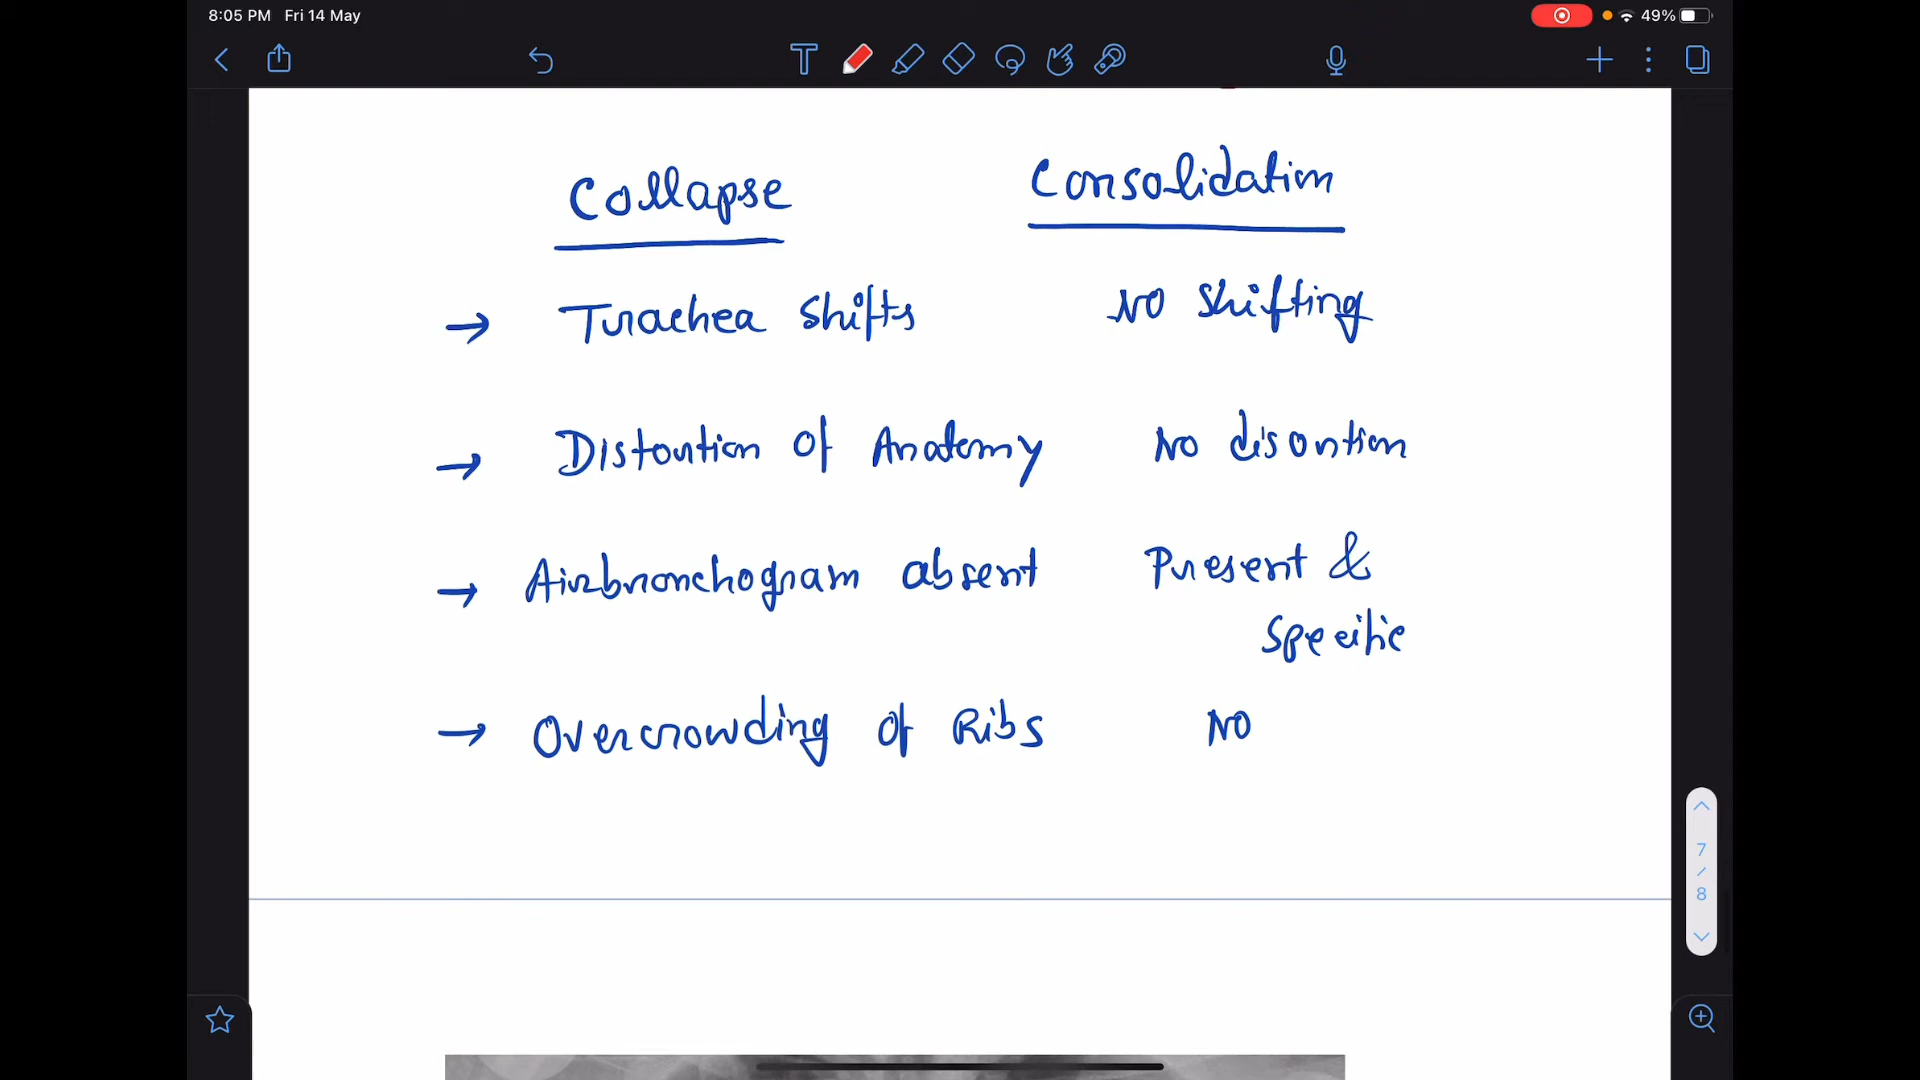 8:05 PM Fri 14 May 49%
Collapse Consolidation
→ Trachea shifts No shifting
→ Distortion of Anatomy No disortion
→ Airbronchogram absent Present &
specific
→ Overcrowding of Ribs NO
7
/
8